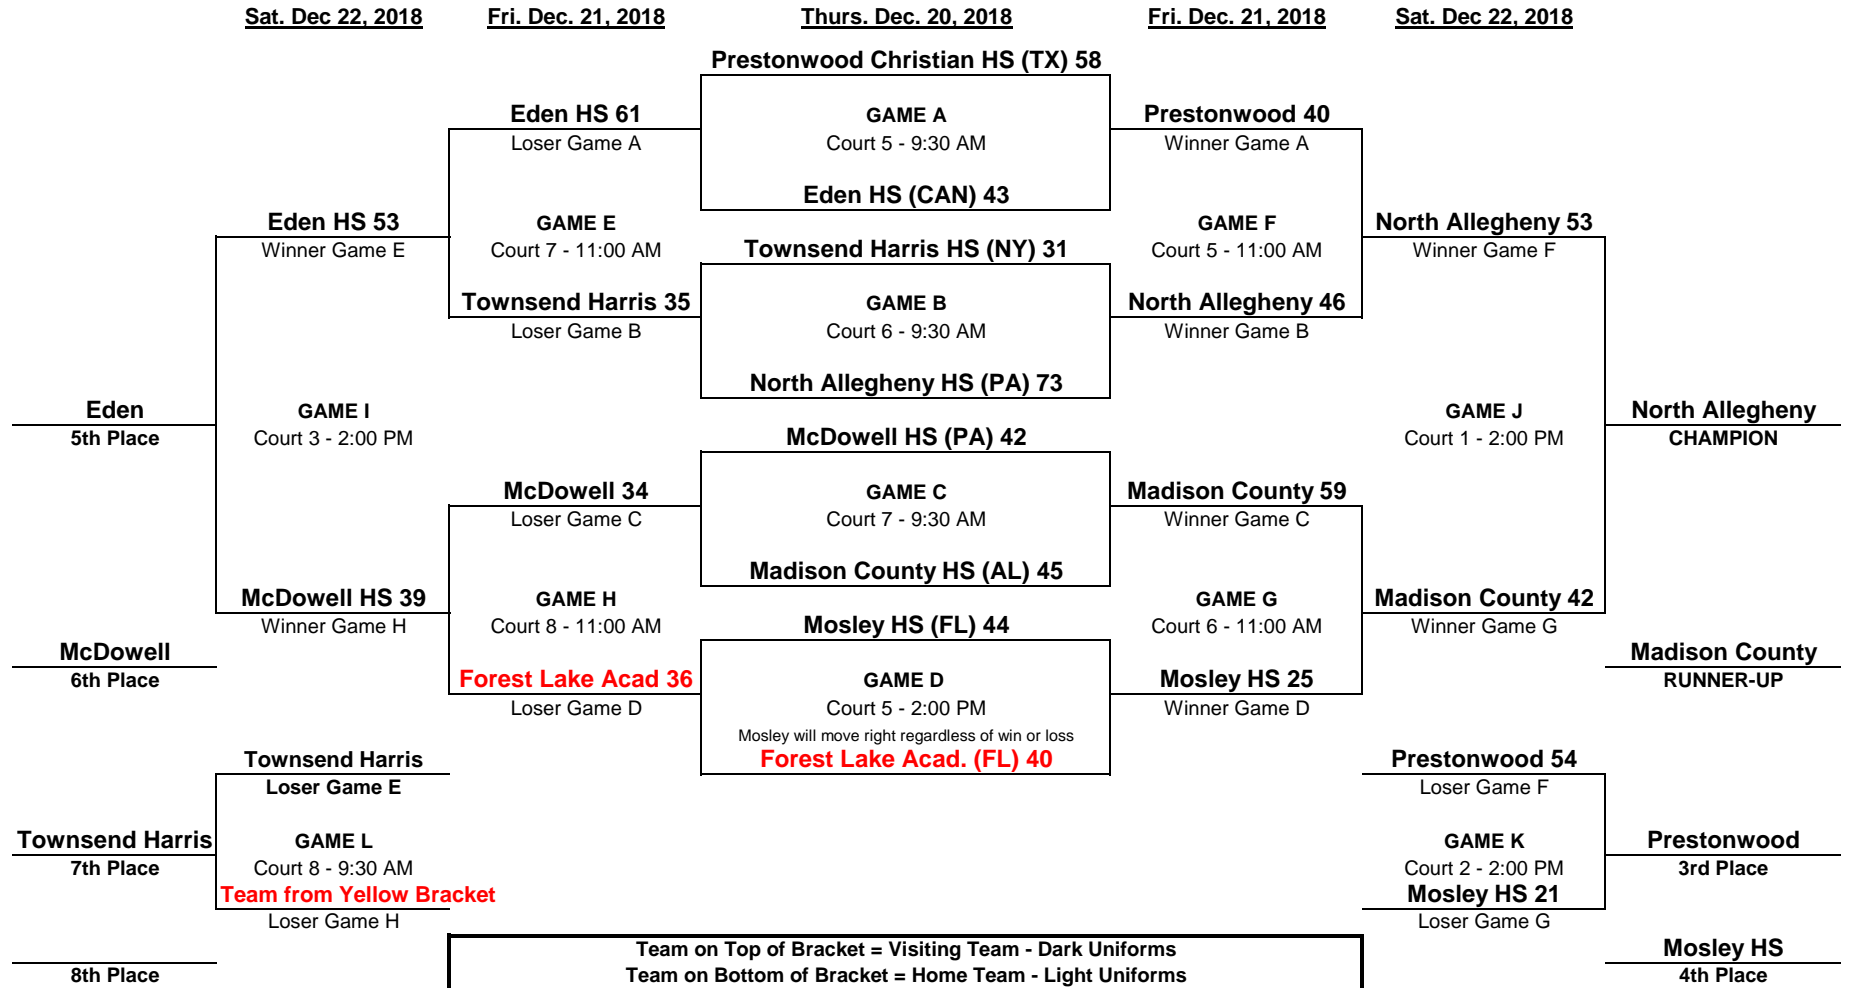 Sat. Dec 22, 2018 Fri. Dec. 21, 2018 Thurs. Dec. 20, 2018 Fri. Dec. 21, 2018 Sat. Dec 22, 2018
Prestonwood Christian HS (TX) 58
Eden HS 61 GAME A Prestonwood 40
Loser Game A Court 5 - 9:30 AM Winner Game A
Eden HS (CAN) 43
Eden HS 53 GAME E GAME F North Allegheny 53
Winner Game E Court 7 - 11:00 AM Townsend Harris HS (NY) 31 Court 5 - 11:00 AM Winner Game F
Townsend Harris 35 GAME B North Allegheny 46
Loser Game B Court 6 - 9:30 AM Winner Game B
North Allegheny HS (PA) 73
Eden GAME I GAME J North Allegheny
5th Place Court 3 - 2:00 PM McDowell HS (PA) 42 Court 1 - 2:00 PM CHAMPION
McDowell 34 GAME C Madison County 59
Loser Game C Court 7 - 9:30 AM Winner Game C
Madison County HS (AL) 45
McDowell HS 39 GAME H GAME G Madison County 42
Winner Game H Court 8 - 11:00 AM Mosley HS (FL) 44 Court 6 - 11:00 AM Winner Game G
McDowell Madison County
6th Place Forest Lake Acad 36 GAME D Mosley HS 25 RUNNER-UP
Loser Game D Court 5 - 2:00 PM Winner Game D
Mosley will move right regardless of win or loss
Townsend Harris Forest Lake Acad. (FL) 40 Prestonwood 54
Loser Game E Loser Game F
Townsend Harris GAME L GAME K Prestonwood
7th Place Court 8 - 9:30 AM Court 2 - 2:00 PM 3rd Place
Team from Yellow Bracket Mosley HS 21
Loser Game H Loser Game G
Team on Top of Bracket = Visiting Team - Dark Uniforms Mosley HS
8th Place Team on Bottom of Bracket = Home Team - Light Uniforms 4th Place